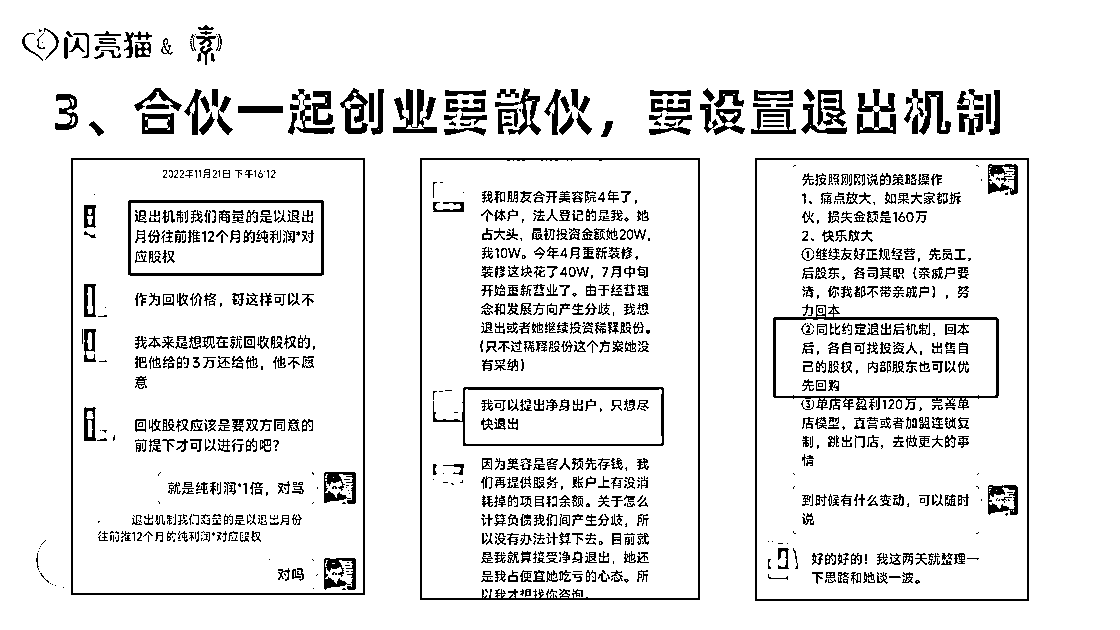 闪亮猫 & 素
3、合伙一起创业要散伙，要设置退出机制
2022年11月21日 下午16:12
退出机制我们商量的是以退出
月份往前推12个月的纯利润*对
应股权
作为回收价格，哥这样可以不
我本来是想现在就回收股权的，
把他给的3万还给他，他不愿
意
回收股权应该是要双方同意的
前提下才可以进行的吧？
就是纯利润*1倍，对骂
退出机制我们商量的是以退出月份
往前推12个月的纯利润*对应股权
对吗
我和朋友合开美容院4年了，
个体户，法人登记的是我。她
占大头，最初投资金额她20W，
我10W。今年4月重新装修，
装修这块花了40W，7月中旬
开始重新营业了。由于经营理
念和发展方向产生分歧，我想
退出或者她继续投资稀释股份。
（只不过稀释股份这个方案她没
有采纳）
我可以提出净身出户，只想尽
快退出
因为美容是客人预先存钱，我
们再提供服务，账户上有没消
耗掉的项目和余额。关于怎么
计算负债我们间产生分歧，所
以没有办法计算下去。目前就
是我就算接受净身退出，她还
是我占便宜她吃亏的心态。所
以我才想找你咨询。
先按照刚刚说的策略操作
1、痛点放大，如果大家都拆
伙，损失金额是160万
2、快乐放大
①继续友好正规经营，先员工，
后股东，各司其职（亲戚户要
清，你我都不带亲戚户），努
力回本
②同比约定退出后机制，回本
后，各自可找投资人，出售自
己的股权，内部股东也可以优
先回购
③单店年盈利120万，完善单
店模型，直营或者加盟连锁复
制，跳出门店，去做更大的事
情
到时候有什么变动，可以随时
说
好的好的！我这两天就整理一
下思路和她谈一波。